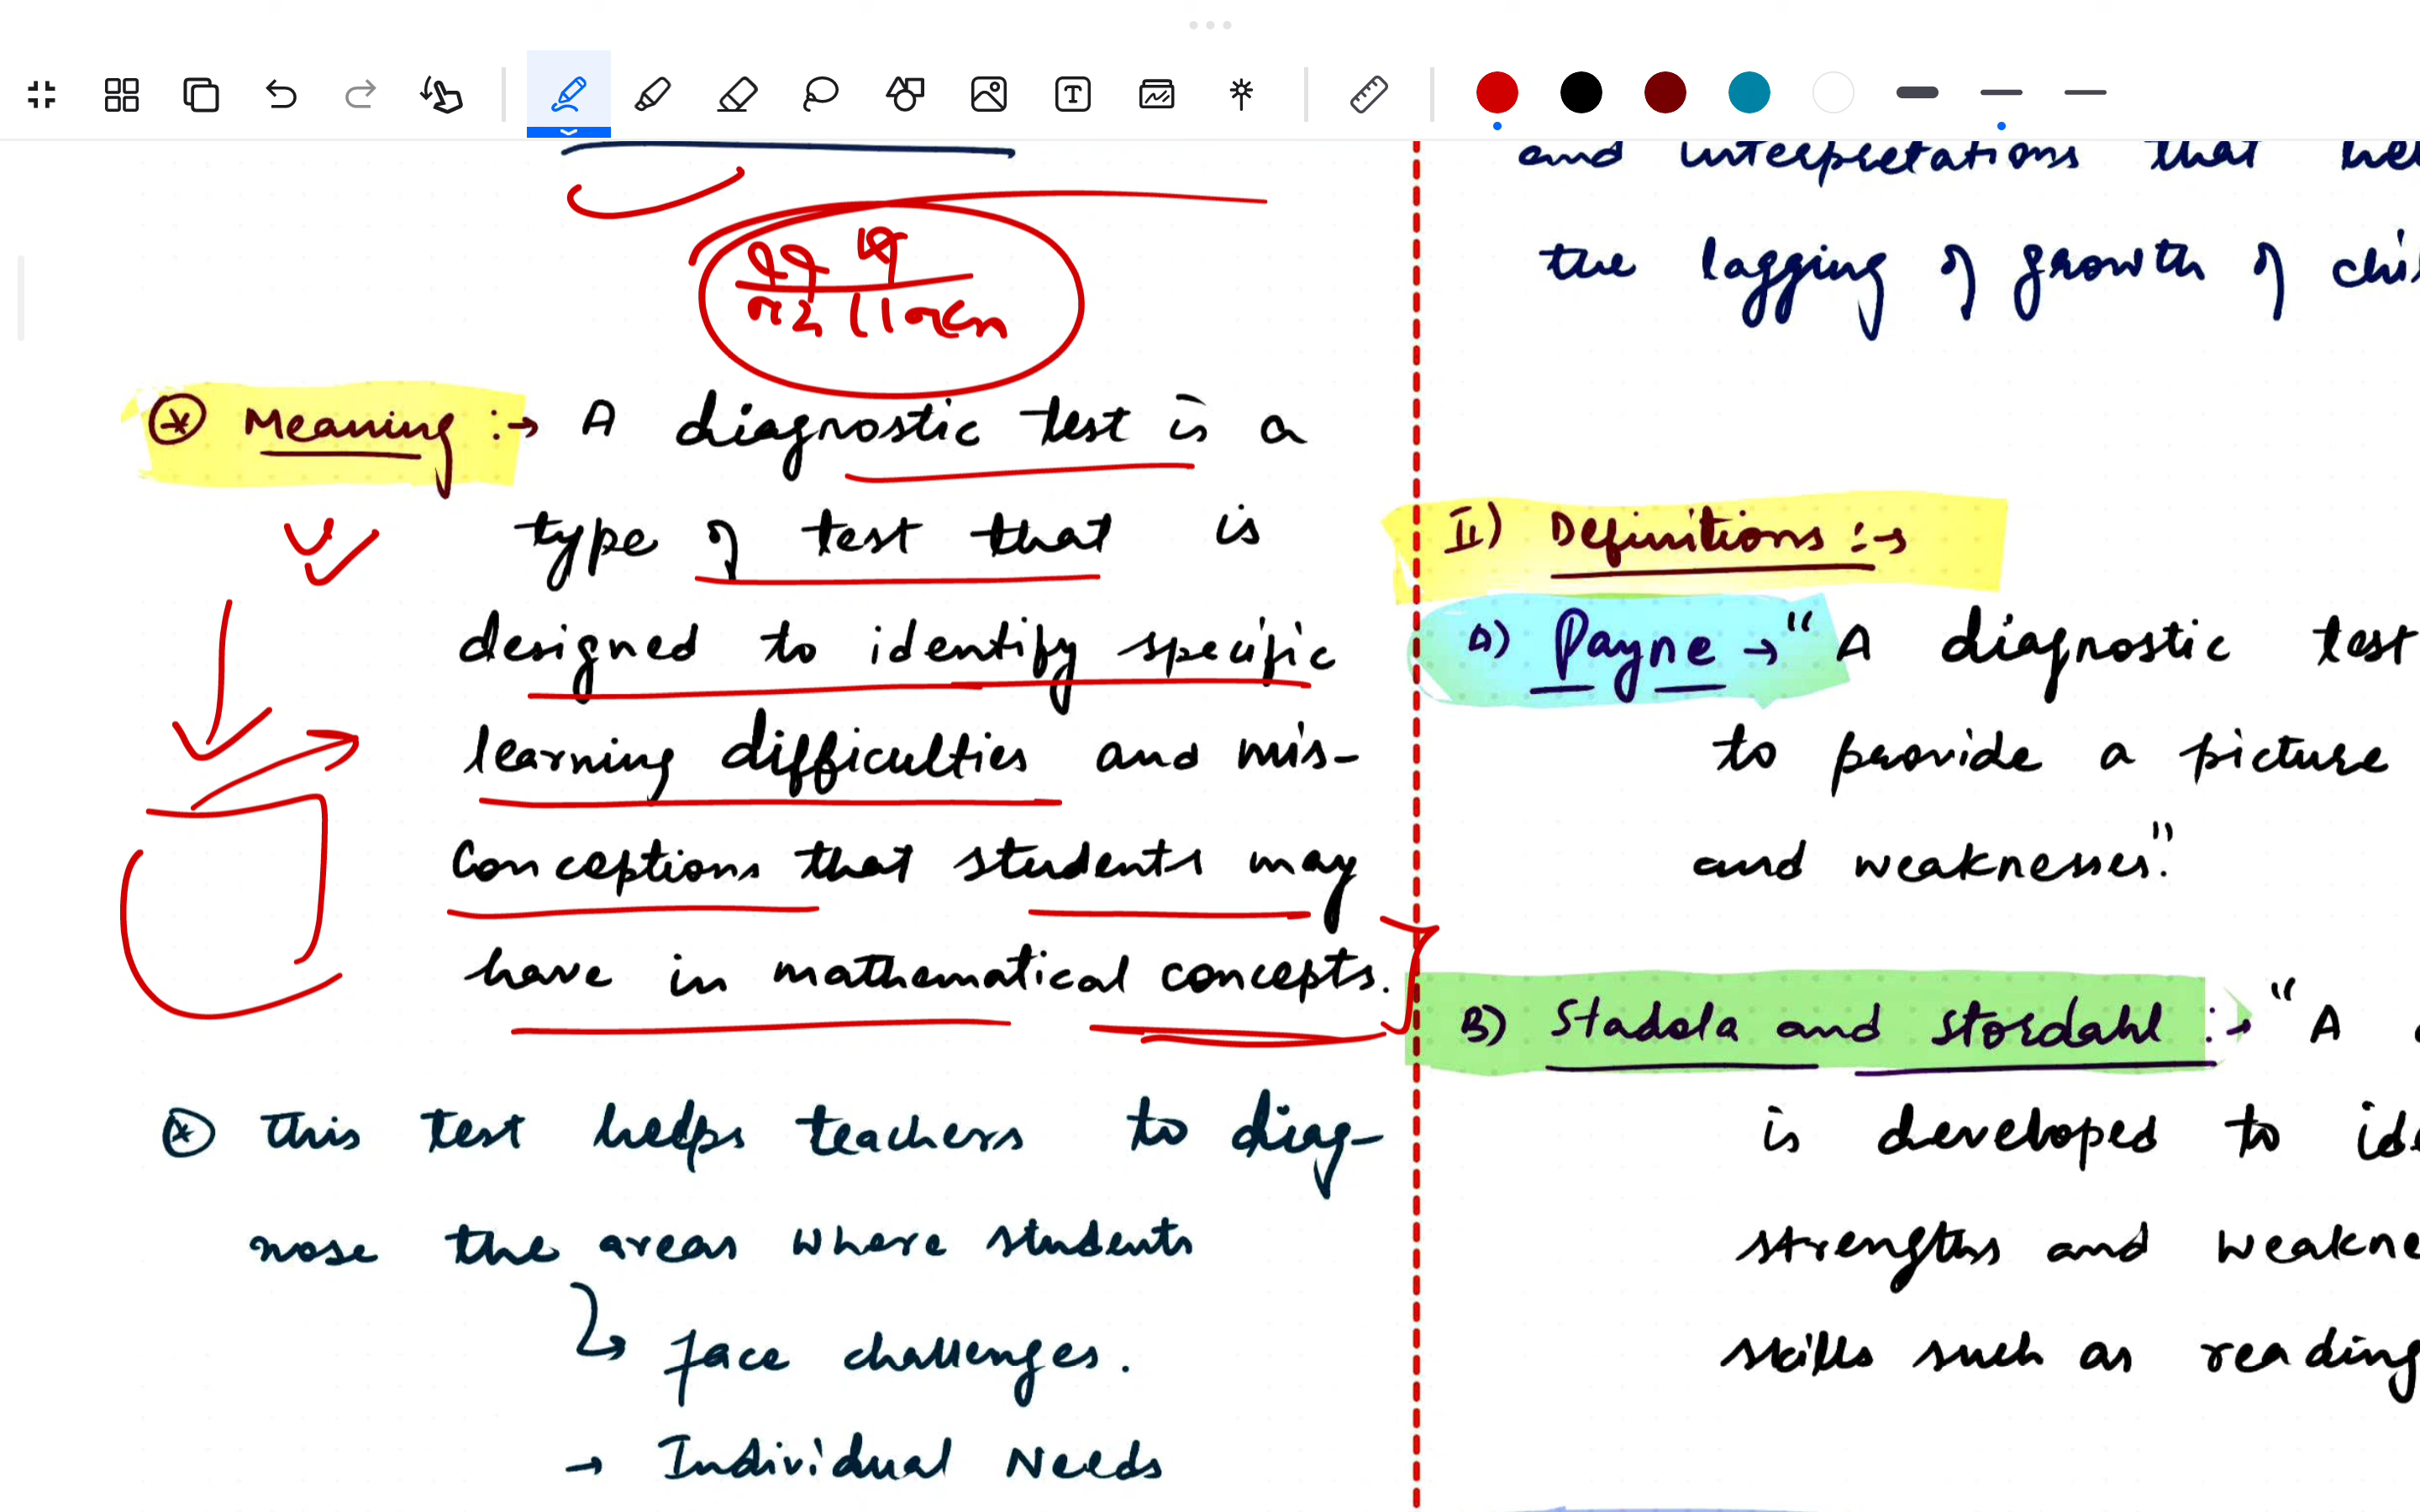 Meaning :→ A diagnostic test is a
type of test that is
designed to identify specific
learning difficulties and mis-
conceptions that students may
have in mathematical concepts.
This test helps teachers to diag-
nose the areas where students
face challenges.
→ Individual Needs
and interpretations that
the lagging of growth of
II) Definitions :→
A) Payne → “A diagnostic test
to provide a picture
and weaknesses”.
B) Stadola and Stordahl :→ “A
is developed to
strengths and
skills such as reading